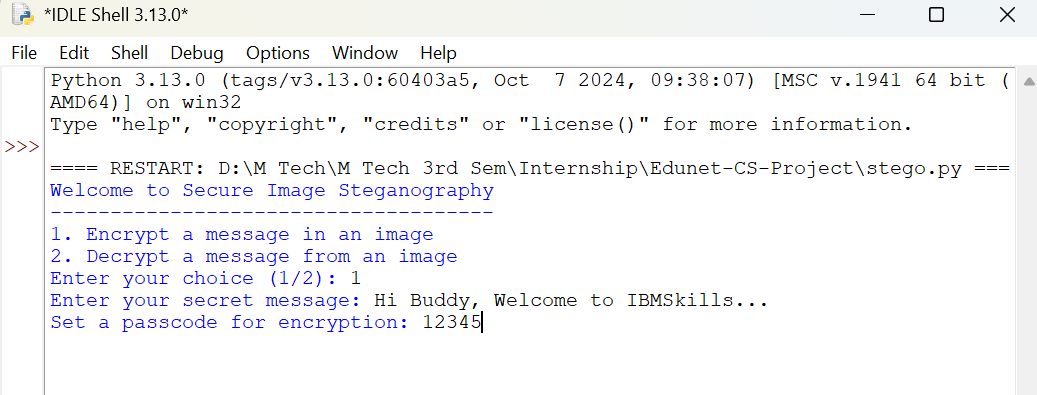 *IDLE Shell 3.13.0*
File Edit Shell Debug Options Window Help
Python 3.13.0 (tags/v3.13.0:60403a5, Oct  7 2024, 09:38:07) [MSC v.1941 64 bit (
AMD64)] on win32
Type "help", "copyright", "credits" or "license()" for more information.
>>>
==== RESTART: D:\M Tech\M Tech 3rd Sem\Internship\Edunet-CS-Project\stego.py ===
Welcome to Secure Image Steganography
-------------------------------------
1. Encrypt a message in an image
2. Decrypt a message from an image
Enter your choice (1/2): 1
Enter your secret message: Hi Buddy, Welcome to IBMSkills...
Set a passcode for encryption: 12345